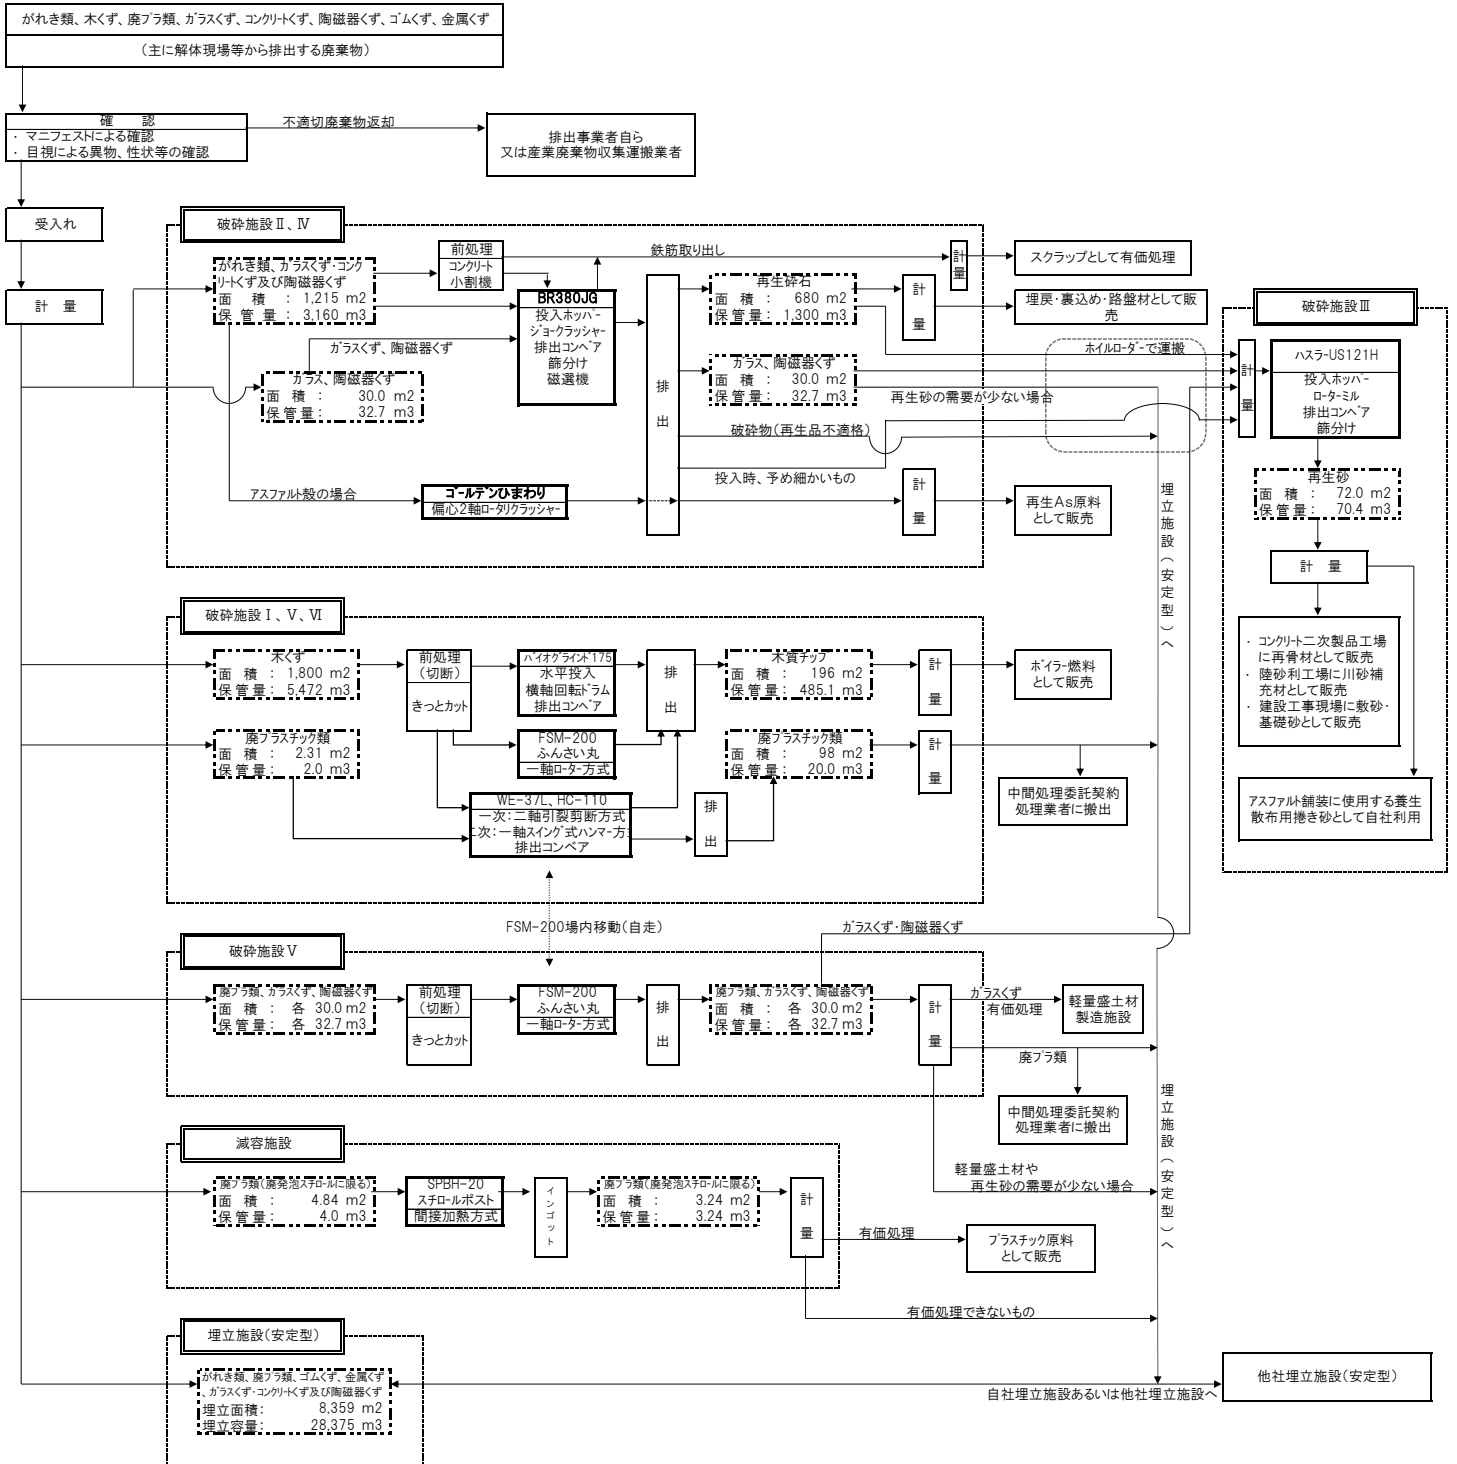 がれき類、木くず、廃プラ類、ガラスくず、コンクリートくず、陶磁器くず、ゴムくず、金属くず
（主に解体現場等から排出する廃棄物）
確　認
・ マニフェストによる確認
・ 目視による異物、性状等の確認
不適切廃棄物返却
排出事業者自ら
又は産業廃棄物収集運搬業者
受入れ
計 量
破砕施設Ⅱ、Ⅳ
がれき類、ガラスくず・コンク
リートくず及び陶磁器くず
面 積 ： 1,215 m2
保 管 量 ： 3,160 m3
前処理
コンクリート
小割機
鉄筋取り出し
計量
スクラップとして有価処理
BR380JG
投入ホッパー
ジョークラッシャー
排出コンベア
篩分け
磁選機
ガラスくず、陶磁器くず
ガラス、陶磁器くず
面 積 ： 30.0 m2
保管量： 32.7 m3
排出
再生砕石
面 積 ： 680 m2
保管量： 1,300 m3
計量
埋戻・裏込め・路盤材として販
売
ガラス、陶磁器くず
面 積 ： 30.0 m2
保管量： 32.7 m3
再生砂の需要が少ない場合
破砕物（再生品不適格）
投入時、予め細かいもの
アスファルト殻の場合
ゴールデンひまわり
偏心2軸ロータリクラッシャー
計量
再生As原料
として販売
ホイルローダーで運搬
埋立施設（安定型）へ
破砕施設Ⅲ
計量
ハスラーUS121H
投入ホッパー
ローターミル
排出コンベア
篩分け
再生砂
面 積 ： 72.0 m2
保管量： 70.4 m3
計 量
・ コンクリート二次製品工場
に再骨材として販売
・ 陸砂利工場に川砂補
充材として販売
・ 建設工事現場に敷砂・
基礎砂として販売
アスファルト舗装に使用する養生
散布用撒き砂として自社利用
破砕施設Ⅰ、Ⅴ、Ⅵ
木くず
面 積 ： 1,800 m2
保管量： 5,472 m3
前処理
（切断）
きっとカット
バイオグラインド175
水平投入
横軸回転ドラム
排出コンベア
排出
木質チップ
面 積 ： 196 m2
保管量： 485.1 m3
計量
ボイラー燃料
として販売
廃プラスチック類
面 積 ： 2.31 m2
保管量： 2.0 m3
FSM-200
ふんさい丸
一軸ローター方式
廃プラスチック類
面 積 ： 98 m2
保管量： 20.0 m3
計量
中間処理委託契約
処理業者に搬出
WE-37L、HC-110
一次：二軸引裂剪断方式
二次：一軸スイング式ハンマー方式
排出コンベア
排出
FSM-200場内移動（自走）
破砕施設Ⅴ
廃プラ類、ガラスくず、陶磁器くず
面 積 ： 各 30.0 m2
保管量： 各 32.7 m3
前処理
（切断）
きっとカット
FSM-200
ふんさい丸
一軸ローター方式
排出
廃プラ類、ガラスくず、陶磁器くず
面 積 ： 各 30.0 m2
保管量： 各 32.7 m3
ガラスくず・陶磁器くず
計量
ガラスくず
有価処理
軽量盛土材
製造施設
廃プラ類
中間処理委託契約
処理業者に搬出
軽量盛土材や
再生砂の需要が少ない場合
埋立施設（安定型）へ
減容施設
廃プラ類（廃発泡スチロールに限る）
面 積 ： 4.84 m2
保管量： 4.0 m3
SPBH-20
スチロールポスト
間接加熱方式
インゴット
廃プラ類（廃発泡スチロールに限る）
面 積 ： 3.24 m2
保管量： 3.24 m3
計量
有価処理
プラスチック原料
として販売
有価処理できないもの
埋立施設（安定型）
がれき類、廃プラ類、ゴムくず、金属くず
、ガラスくず・コンクリートくず及び陶磁器くず
埋立面積： 8,359 m2
埋立容量： 28,375 m3
自社埋立施設あるいは他社埋立施設へ
他社埋立施設（安定型）